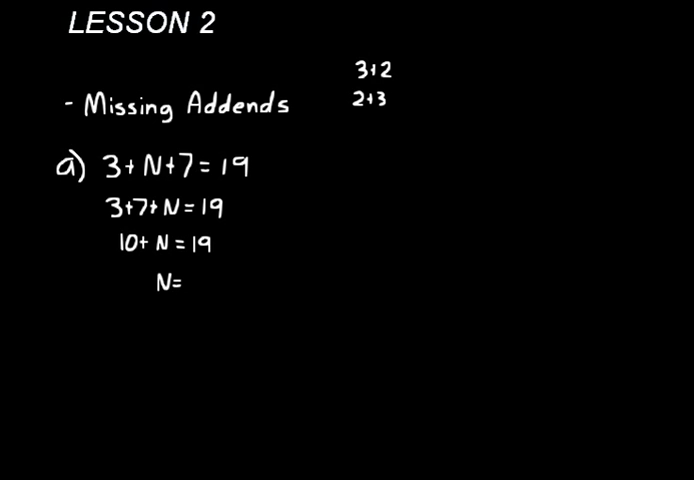 LESSON 2
3+2
- Missing Addends
2+3
a) 3+N+7=19
3+7+N=19
10+N=19
N=